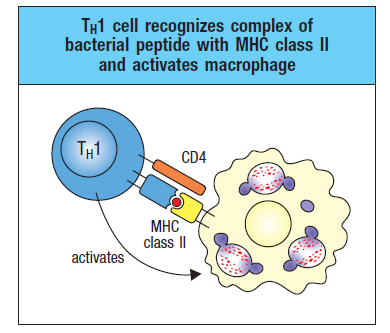 TH1 cell recognizes complex of
bacterial peptide with MHC class II
and activates macrophage
TH1
CD4
MHC
class II
activates